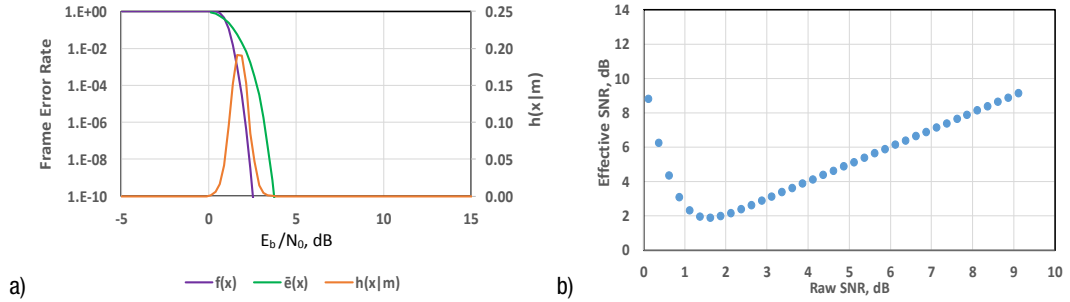 1.E+00
1.E-02
1.E-04
1.E-06
1.E-08
1.E-10
Frame Error Rate
0.25
0.20
0.15
0.10
0.05
0.00
h(x|m)
-5 0 5 10 15
E_b/N_0, dB
f(x) ē(x) h(x|m)
a)
14
12
10
8
6
4
2
0
Effective SNR, dB
0 1 2 3 4 5 6 7 8 9 10
Raw SNR, dB
b)